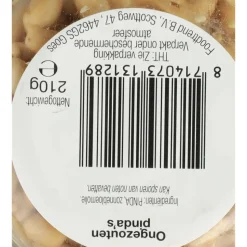 Ongezouten
pinda's
Ingrediënten: PINDA, zonnebloemolie
Kan sporen van noten bevatten.
8 714073 131289
Nettogewicht:
210g e
THT: Zie verpakking
Verpakt onder beschermende
atmosfeer
Foodtrend B.V. Scottweg 47, 4462GS Goes